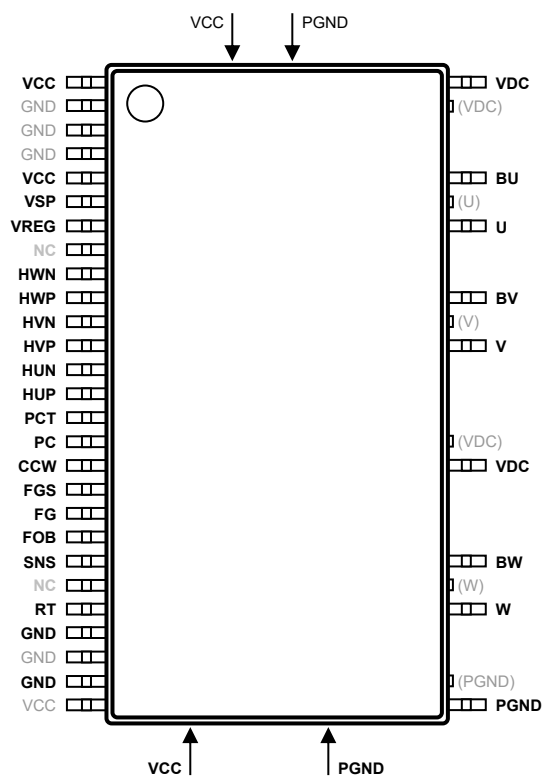 VCC PGND
VCC VDC
GND (VDC)
GND
GND
VCC BU
VSP (U)
VREG U
NC
HWN
HWP BV
HVN (V)
HVP V
HUN
HUP
PCT
PC (VDC)
CCW VDC
FGS
FG
FOB
SNS BW
NC (W)
RT W
GND
GND
GND (PGND)
VCC PGND
VCC PGND